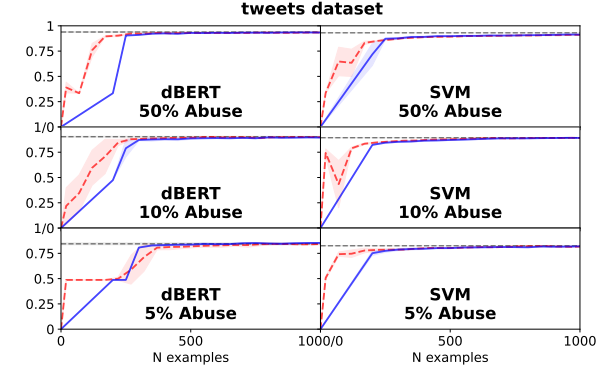 tweets dataset
1
0.75
0.5
0.25
1/0
dBERT
50% Abuse
SVM
50% Abuse
0.75
0.5
0.25
1/0
dBERT
10% Abuse
SVM
10% Abuse
0.75
0.5
0.25
0
dBERT
5% Abuse
SVM
5% Abuse
0 500 1000/0 500 1000
N examples N examples